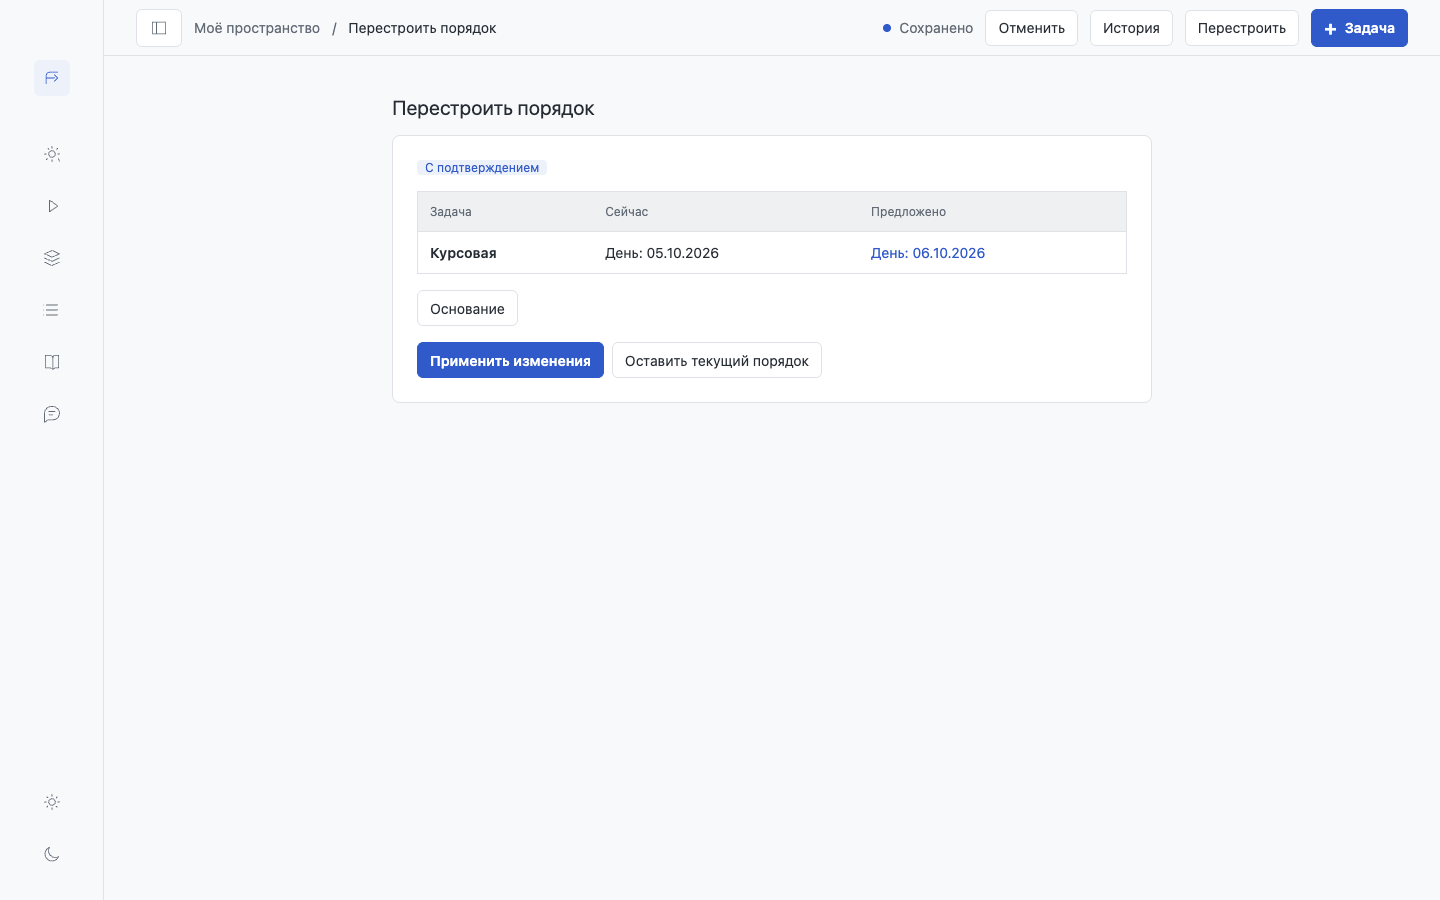 Моё пространство / Перестроить порядок
Сохранено
Отменить
История
Перестроить
+ Задача
Перестроить порядок
С подтверждением
Задача Сейчас Предложено
Курсовая День: 05.10.2026 День: 06.10.2026
Основание
Применить изменения
Оставить текущий порядок